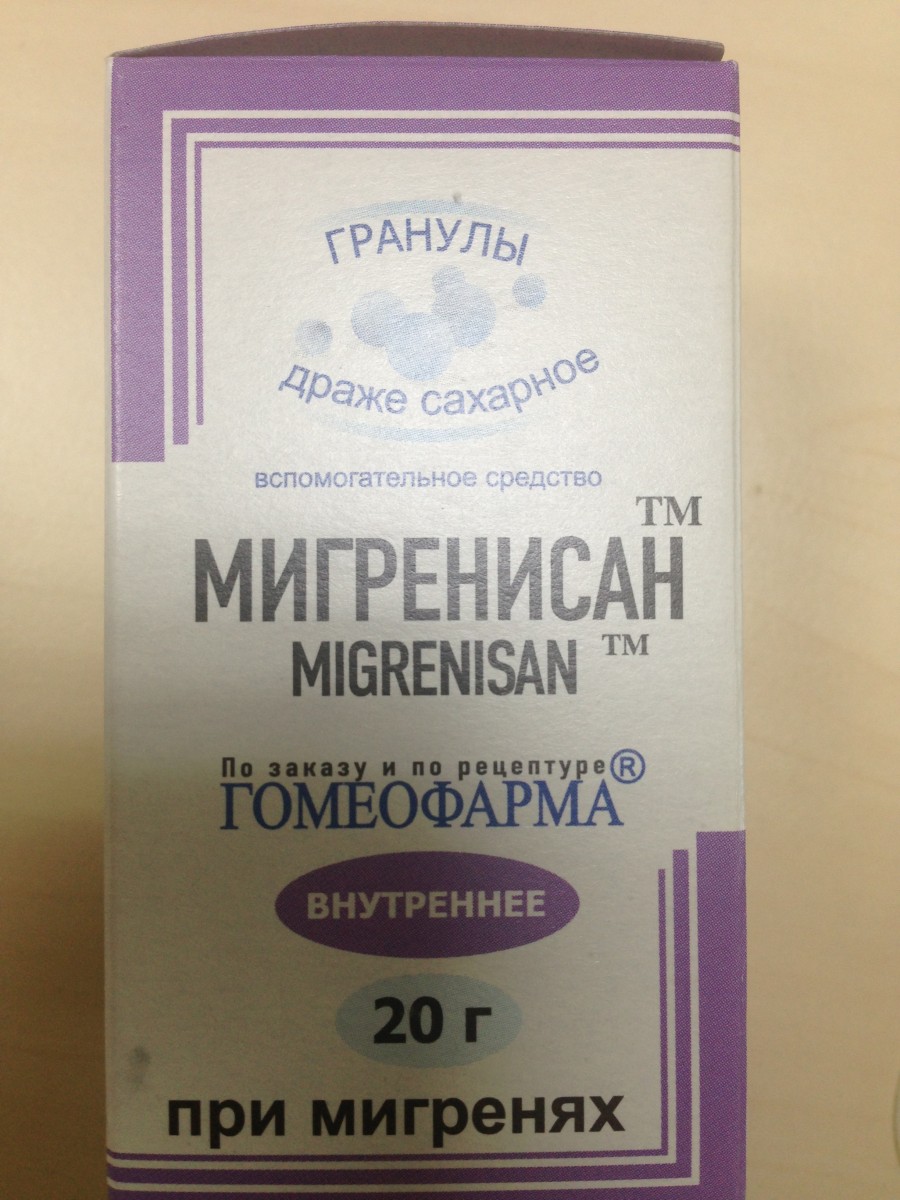 ГРАНУЛЫ
драже сахарное
вспомогательное средство
МИГРЕНИСАН™
MIGRENISAN™
По заказу и по рецептуре
ГОМЕОФАРМА®
ВНУТРЕННЕЕ
20 г
при мигренях